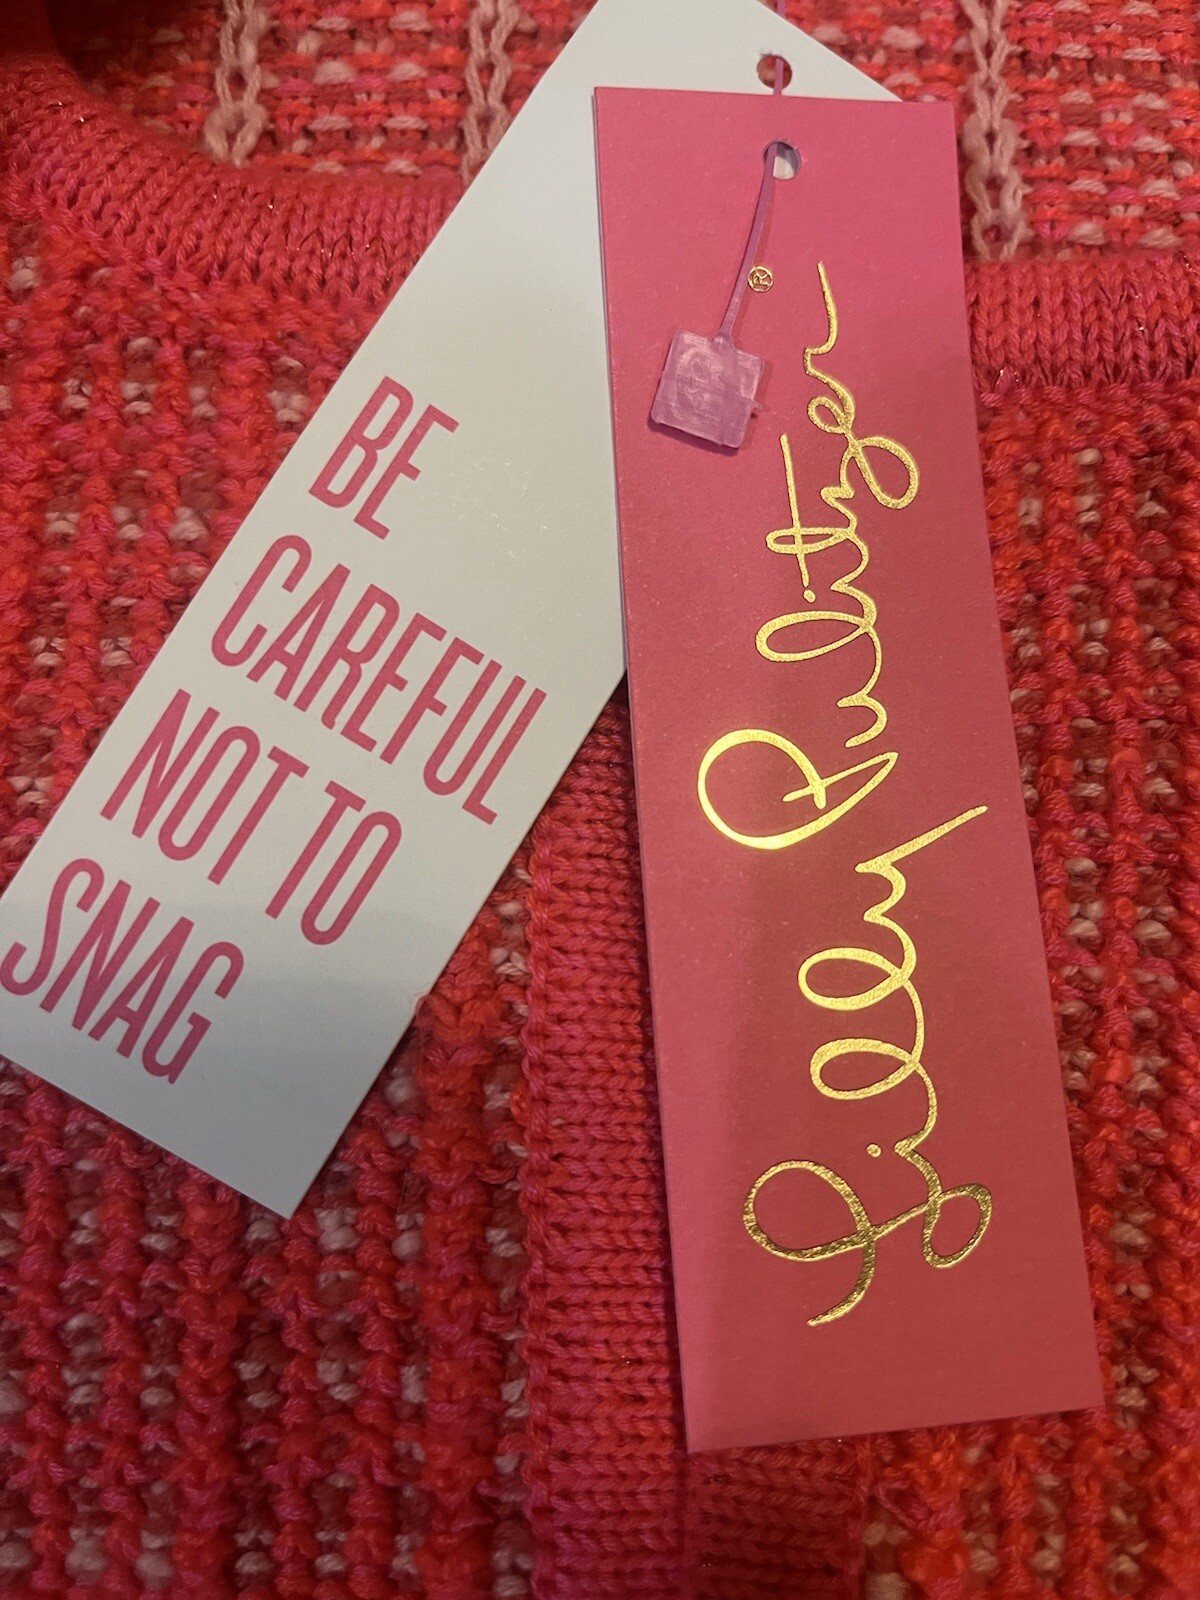 BE
CAREFUL
NOT TO
SNAG
Lilly Pulitzer®